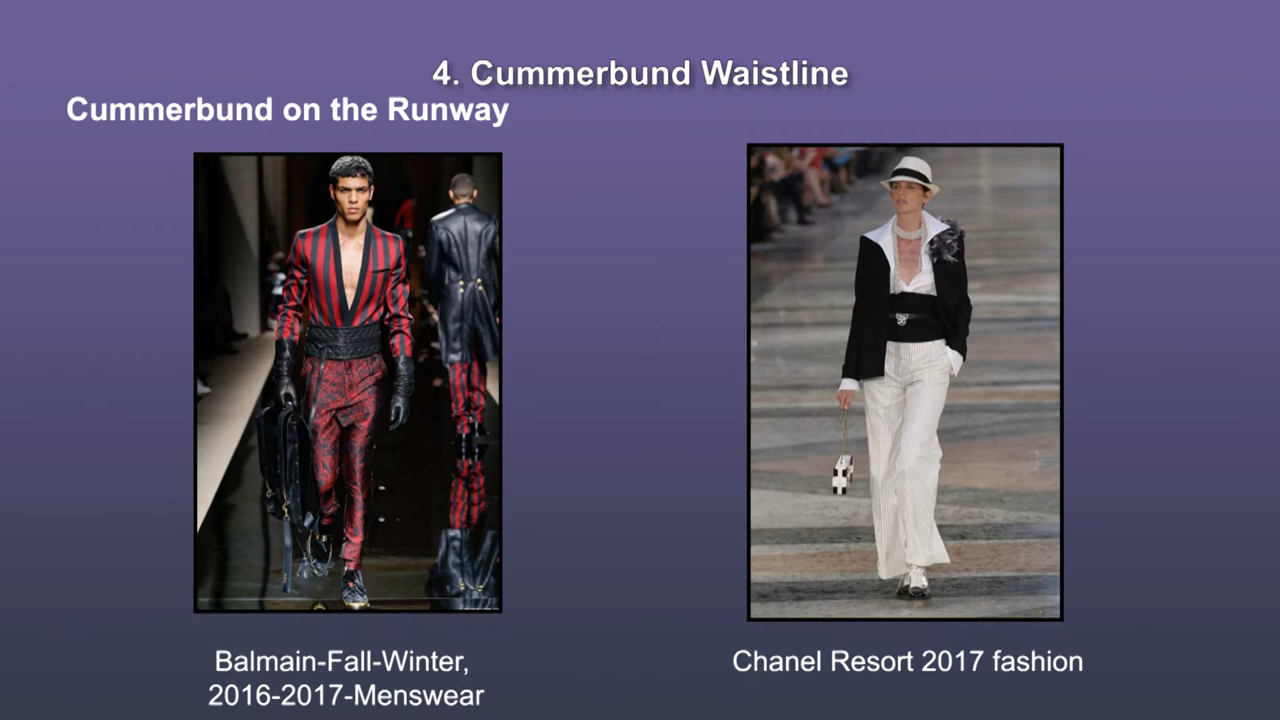 4. Cummerbund Waistline
Cummerbund on the Runway
Balmain-Fall-Winter,
2016-2017-Menswear
Chanel Resort 2017 fashion